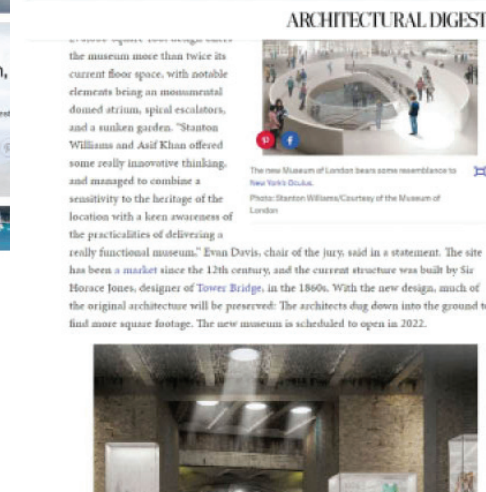 ARCHITECTURAL DIGEST
the museum more than twice its
current floor space, with notable
elements being an monumental
domed atrium, spiral escalators,
and a sunken garden. "Stanton
Williams and Asif Khan offered
some really innovative thinking,
and managed to combine a
sensitivity to the heritage of the
location with a keen awareness of
the practicalities of delivering a
The new Museum of London bears some resemblance to
New York's Oculus.
Photo: Stanton Williams/Courtesy of the Museum of
London
really functional museum," Evan Davis, chair of the jury, said in a statement. The site
has been a market since the 12th century, and the current structure was built by Sir
Horace Jones, designer of Tower Bridge, in the 1860s. With the new design, much of
the original architecture will be preserved: The architects dug down into the ground to
find more square footage. The new museum is scheduled to open in 2022.